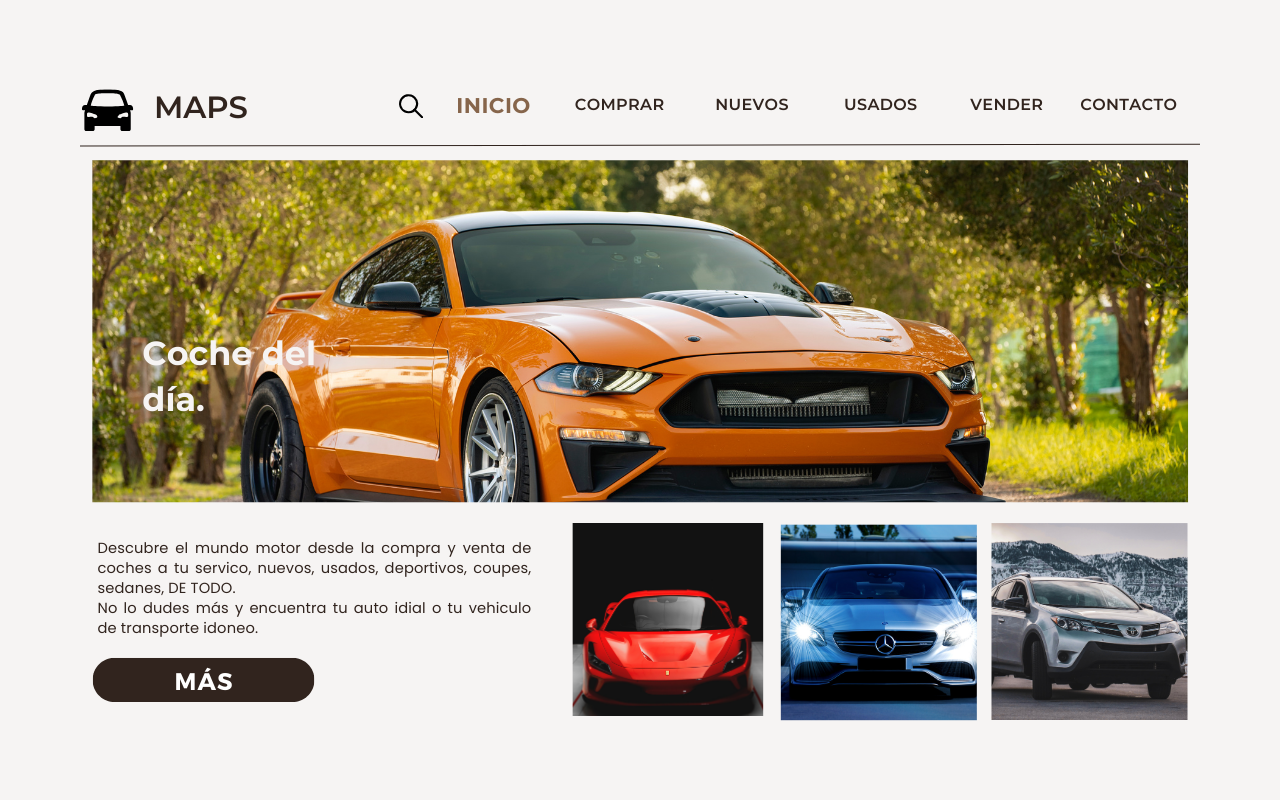 MAPS
INICIO
COMPRAR
NUEVOS
USADOS
VENDER
CONTACTO
Coche del
día.
Descubre el mundo motor desde la compra y venta de
coches a tu servico, nuevos, usados, deportivos, coupes,
sedanes, DE TODO.
No lo dudes más y encuentra tu auto idial o tu vehiculo
de transporte idoneo.
MÁS